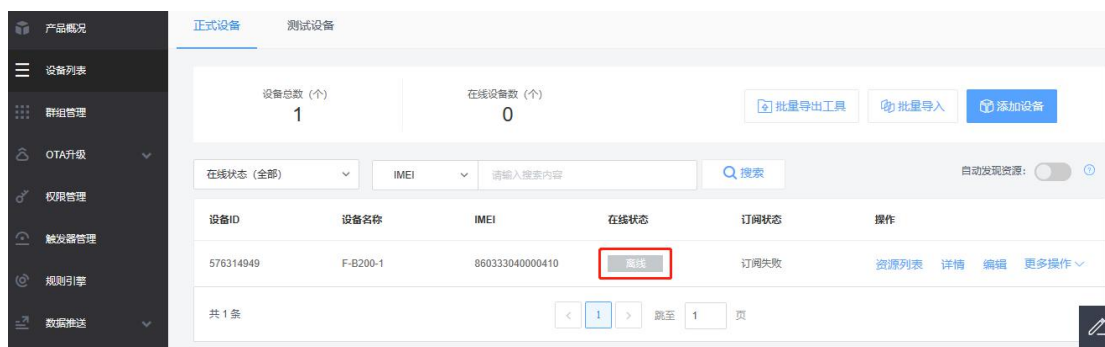 产品概况
设备列表
群组管理
OTA升级
权限管理
触发器管理
规则引擎
数据推送
正式设备 测试设备
设备总数（个） 在线设备数（个）
1 0
批量导出工具 批量导入 添加设备
在线状态（全部） IMEI 请输入搜索内容 搜索 自动发现资源：
设备ID 设备名称 IMEI 在线状态 订阅状态 操作
576314949 F-B200-1 860333040000410 离线 订阅失败 资源列表 详情 编辑 更多操作
共1条 < 1 > 跳至 1 页